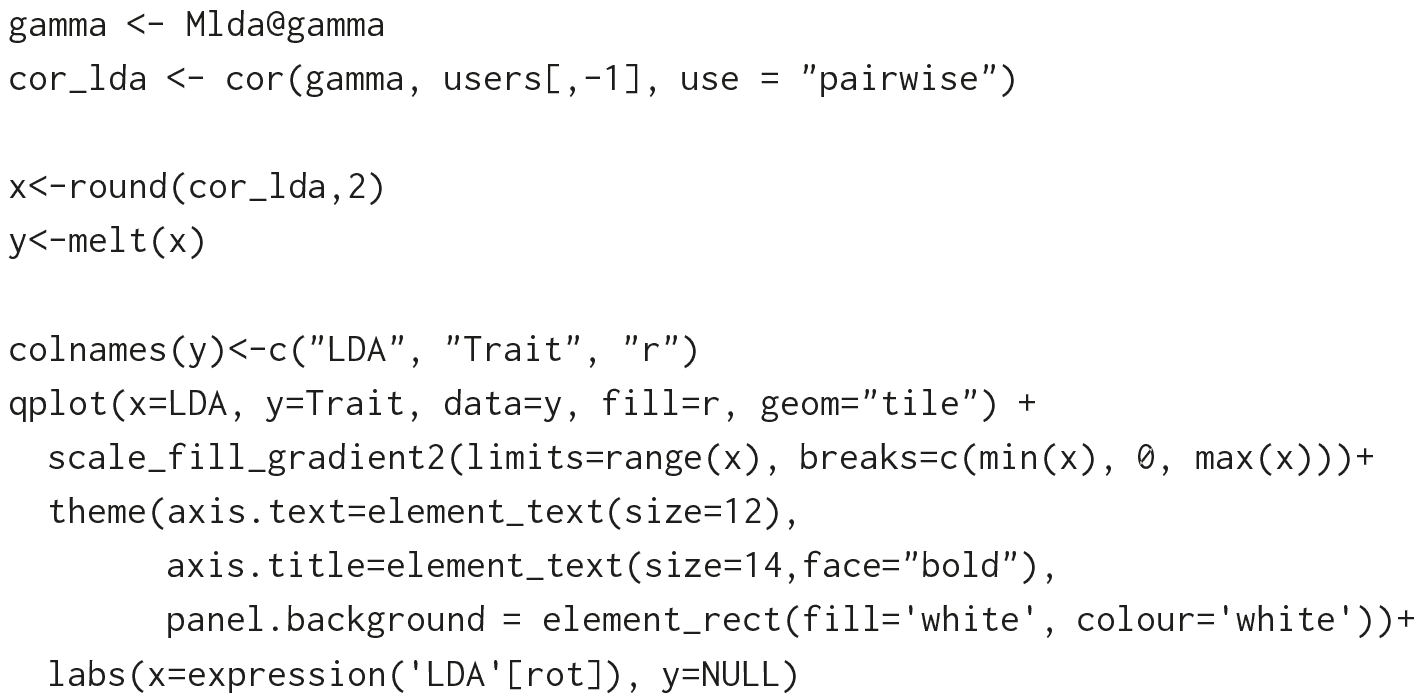 gamma <- Mlda@gamma
cor_lda <- cor(gamma, users[,-1], use = "pairwise")
x<-round(cor_lda,2)
y<-melt(x)
colnames(y)<-c("LDA", "Trait", "r")
qplot(x=LDA, y=Trait, data=y, fill=r, geom="tile") +
  scale_fill_gradient2(limits=range(x), breaks=c(min(x), 0, max(x)))+
  theme(axis.text=element_text(size=12),
        axis.title=element_text(size=14,face="bold"),
        panel.background = element_rect(fill='white', colour='white'))+
  labs(x=expression('LDA'[rot]), y=NULL)